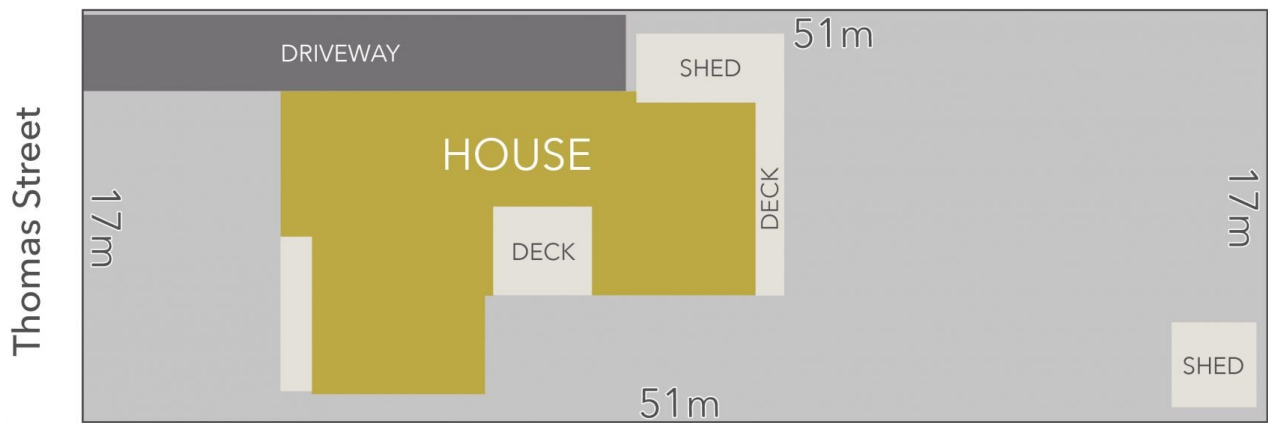 51m
DRIVEWAY
SHED
HOUSE
Thomas Street
17m
DECK
17m
DECK
SHED
51m